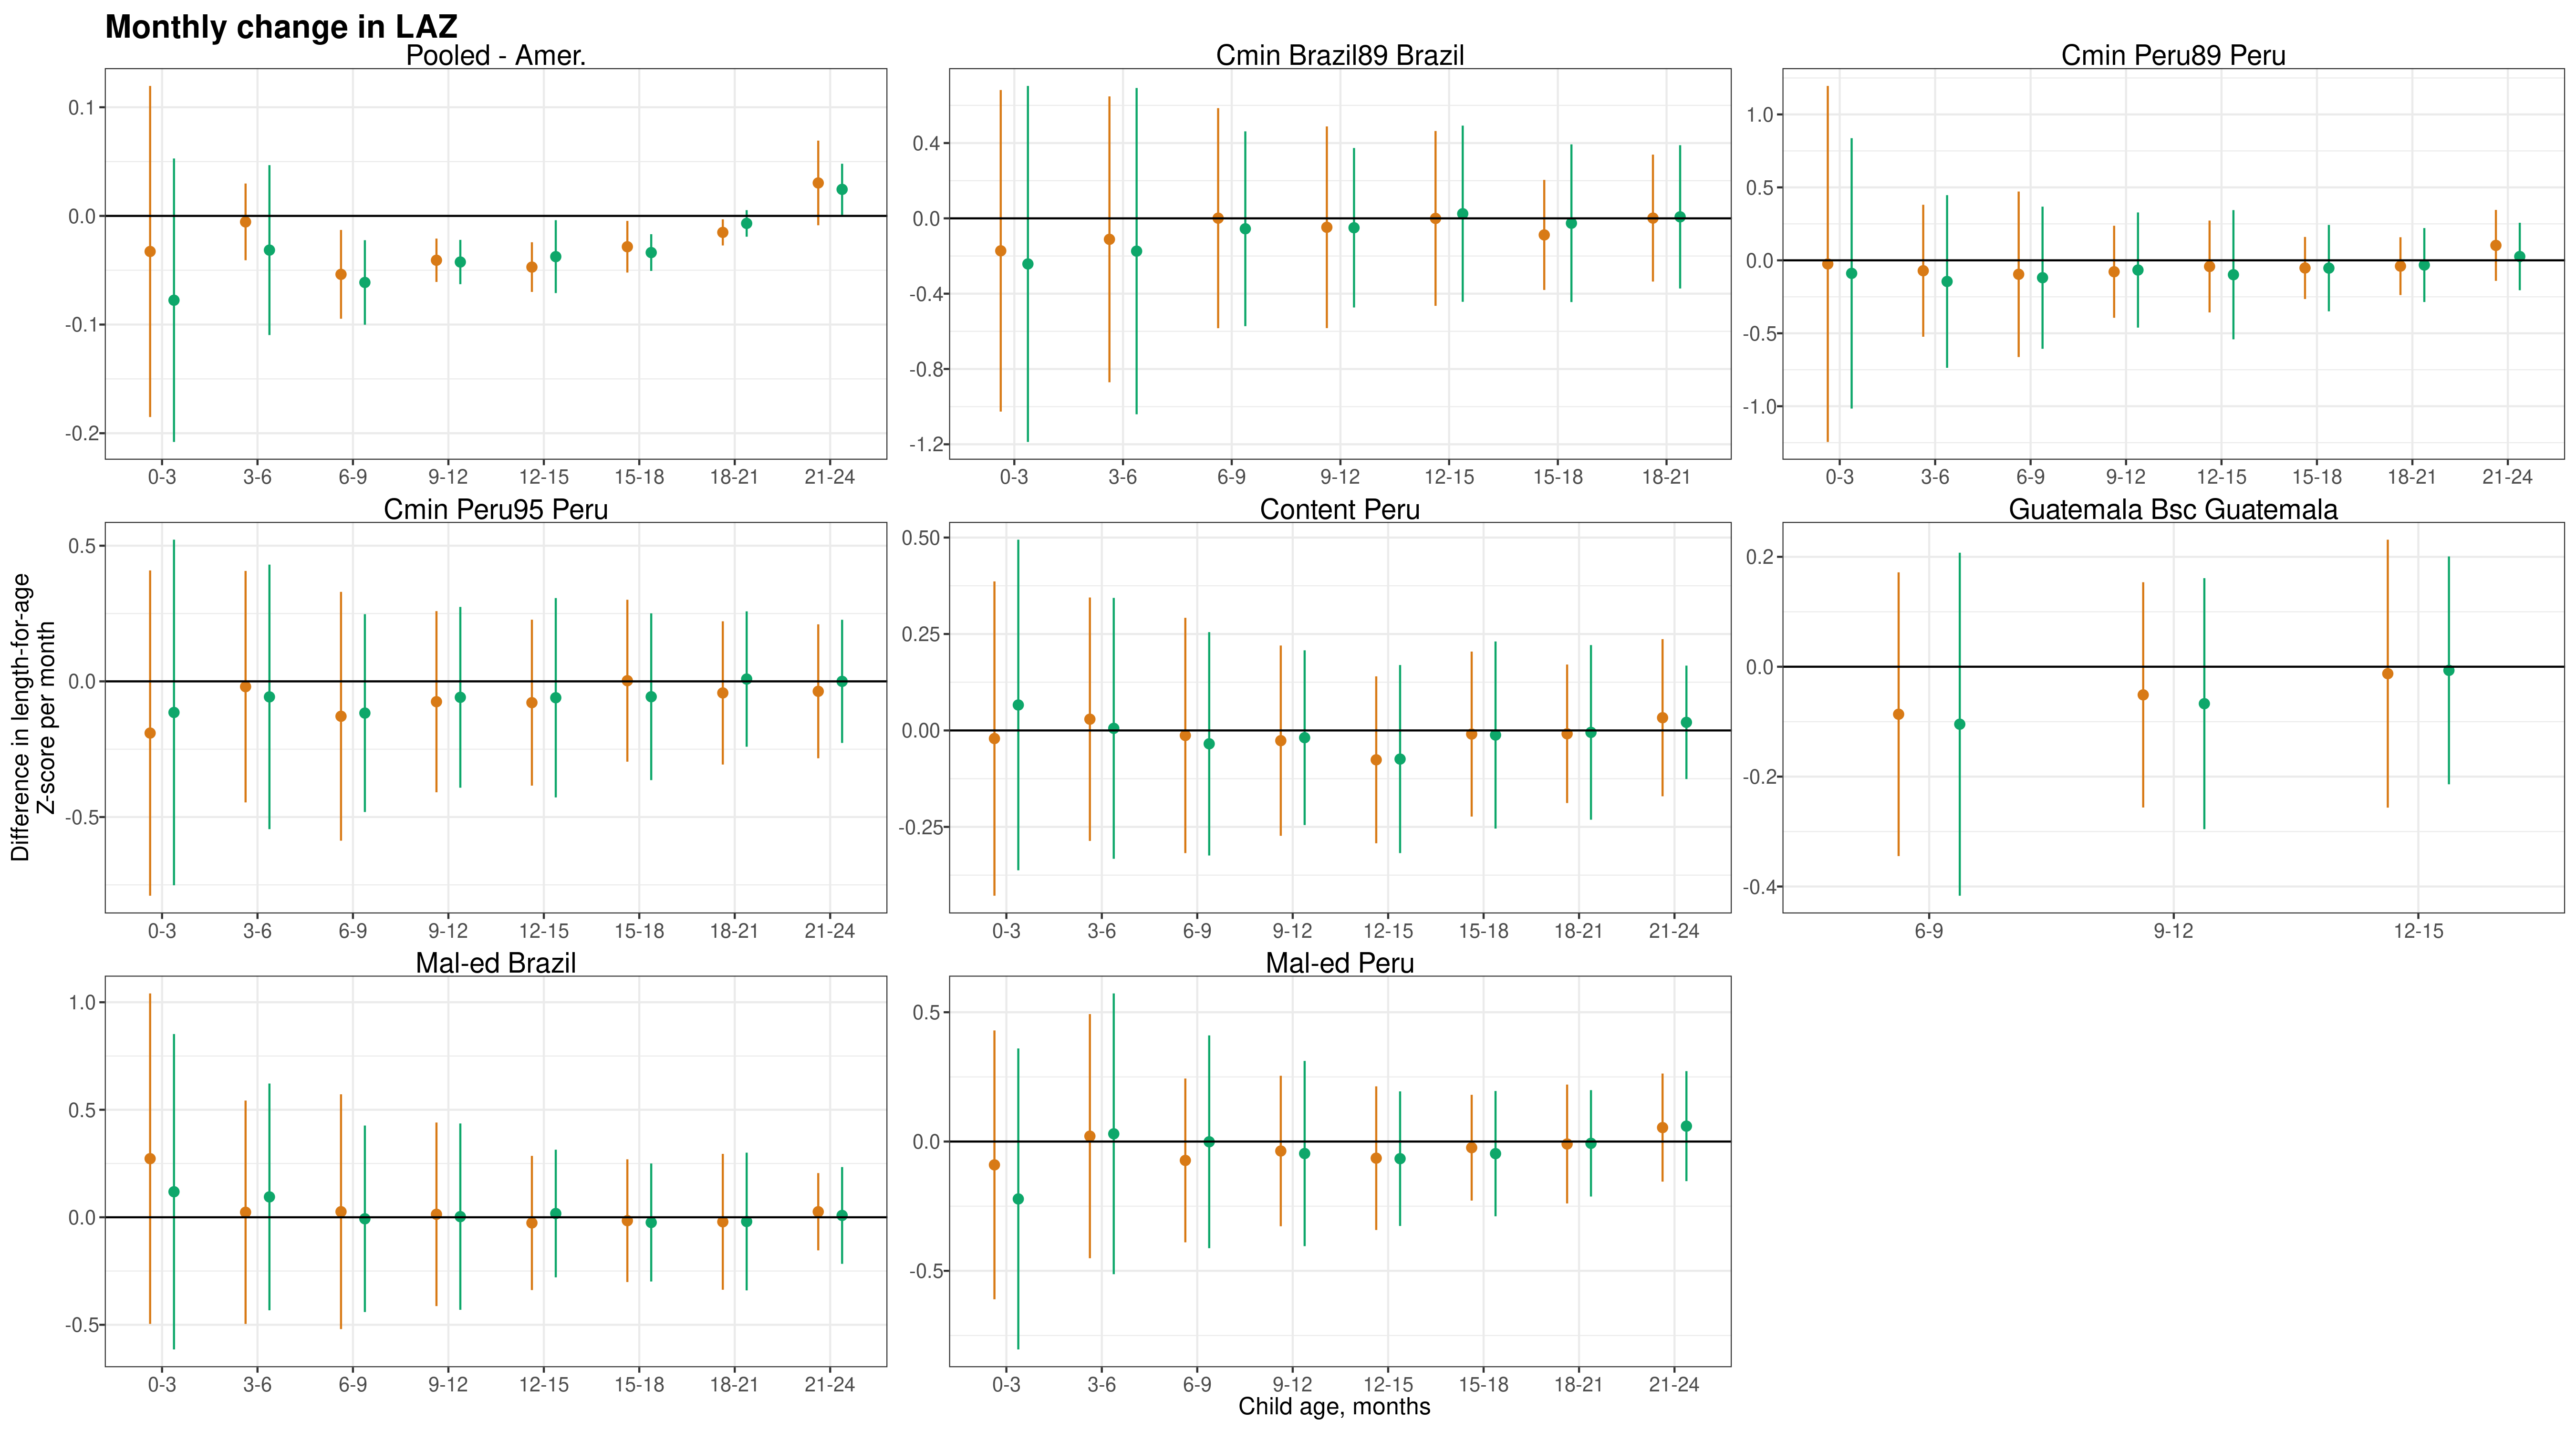 Monthly change in LAZ
Pooled - Amer.
Cmin Brazil89 Brazil
Cmin Peru89 Peru
0.1
0.0
-0.1
-0.2
0-3 3-6 6-9 9-12 12-15 15-18 18-21 21-24
0.4
0.0
-0.4
-0.8
-1.2
0-3 3-6 6-9 9-12 12-15 15-18 18-21
1.0
0.5
0.0
-0.5
-1.0
0-3 3-6 6-9 9-12 12-15 15-18 18-21 21-24
Difference in length-for-age
Z-score per month
Cmin Peru95 Peru
Content Peru
Guatemala Bsc Guatemala
0.5
0.0
-0.5
0-3 3-6 6-9 9-12 12-15 15-18 18-21 21-24
0.50
0.25
0.00
-0.25
0-3 3-6 6-9 9-12 12-15 15-18 18-21 21-24
0.2
0.0
-0.2
-0.4
6-9 9-12 12-15
Mal-ed Brazil
Mal-ed Peru
1.0
0.5
0.0
-0.5
0-3 3-6 6-9 9-12 12-15 15-18 18-21 21-24
0.5
0.0
-0.5
0-3 3-6 6-9 9-12 12-15 15-18 18-21 21-24
Child age, months